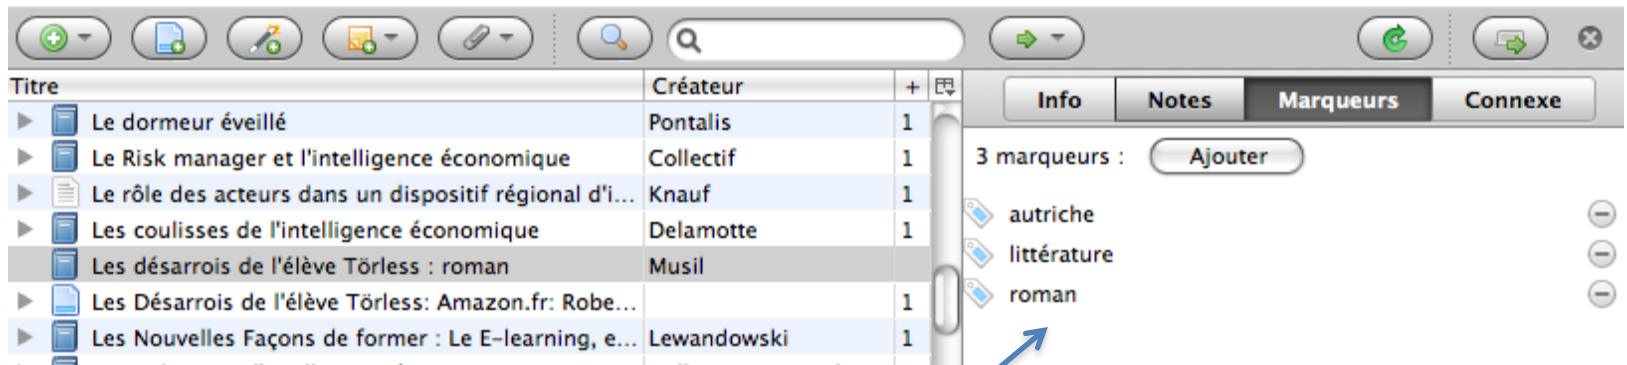 Titre Créateur +
Le dormeur éveillé Pontalis 1
Le Risk manager et l'intelligence économique Collectif 1
Le rôle des acteurs dans un dispositif régional d'i... Knauf 1
Les coulisses de l'intelligence économique Delamotte 1
Les désarrois de l'élève Törless : roman Musil
Les Désarrois de l'élève Törless: Amazon.fr: Robe... 1
Les Nouvelles Façons de former : Le E-learning, e... Lewandowski 1
Info Notes Marqueurs Connexe
3 marqueurs : Ajouter
autriche
littérature
roman